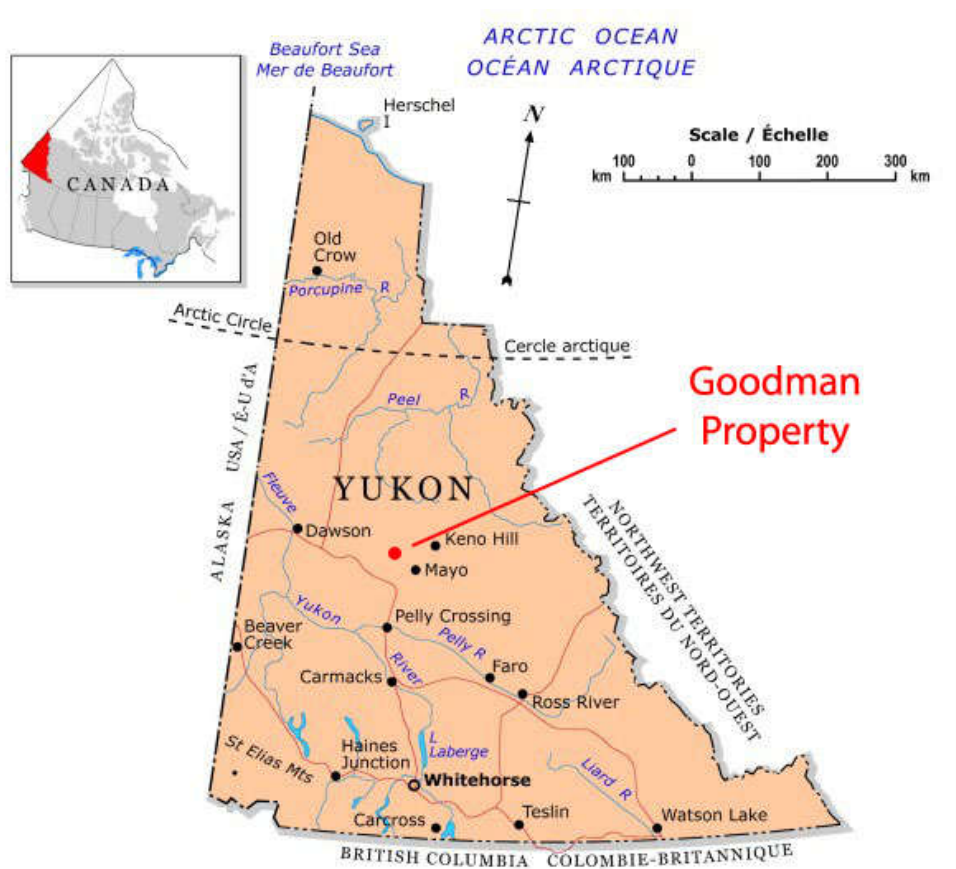 ARCTIC OCEAN
OCÉAN ARCTIQUE
Beaufort Sea
Mer de Beaufort
Herschel
I
N
Scale / Échelle
100 0 100 200 300
km km
CANADA
Old
Crow
Porcupine R
Arctic Circle
Cercle arctique
ALASKA USA / É-U d'A
Peel R
Goodman
Property
YUKON
Fleuve
Dawson
Keno Hill
Mayo
NORTHWEST TERRITORIES
TERRITOIRES DU NORD-OUEST
Yukon
River
Pelly Crossing
Pelly R
Beaver
Creek
Carmacks
Faro
Ross River
L
Laberge
St Elias Mts
Haines
Junction
Whitehorse
Liard R
Carcross
Teslin
Watson Lake
BRITISH COLUMBIA COLOMBIE-BRITANNIQUE